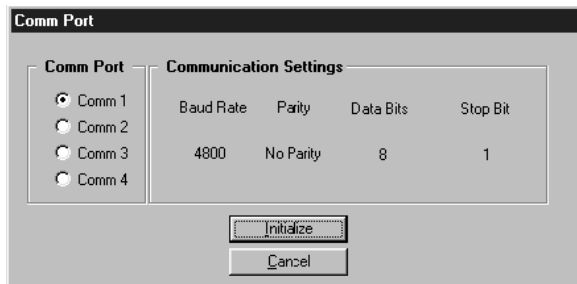 Comm Port
Comm Port
Comm 1
Comm 2
Comm 3
Comm 4
Communication Settings
Baud Rate Parity Data Bits Stop Bit
4800 No Parity 8 1
Initialize
Cancel